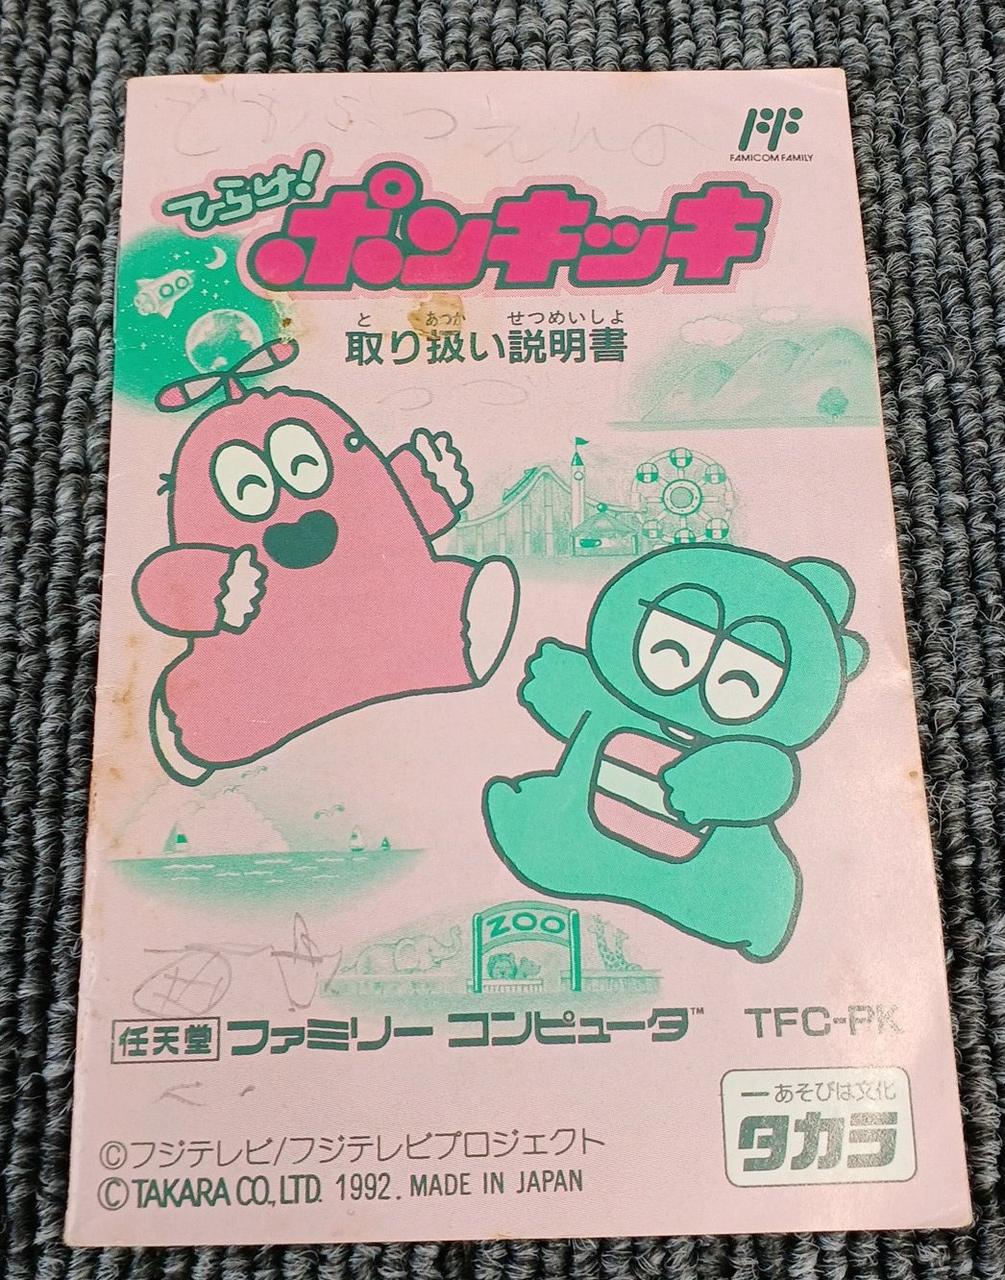 どうぶつえんの
FAMICOM FAMILY
ひらけ!
ポンキッキ
と あつか せつめいしょ
取り扱い説明書
つづ
ZOO
任天堂 ファミリーコンピュータ™ TFC-PK
―あそびは文化
タカラ
©フジテレビ/フジテレビプロジェクト
©TAKARA CO.,LTD. 1992. MADE IN JAPAN